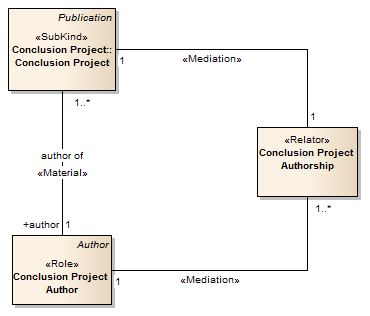 Publication
«SubKind»
Conclusion Project::
Conclusion Project
1
«Mediation»
1..*
1
«Relator»
Conclusion Project
Authorship
author of
«Material»
1..*
+author 1
Author
«Role»
Conclusion Project
Author
1
«Mediation»